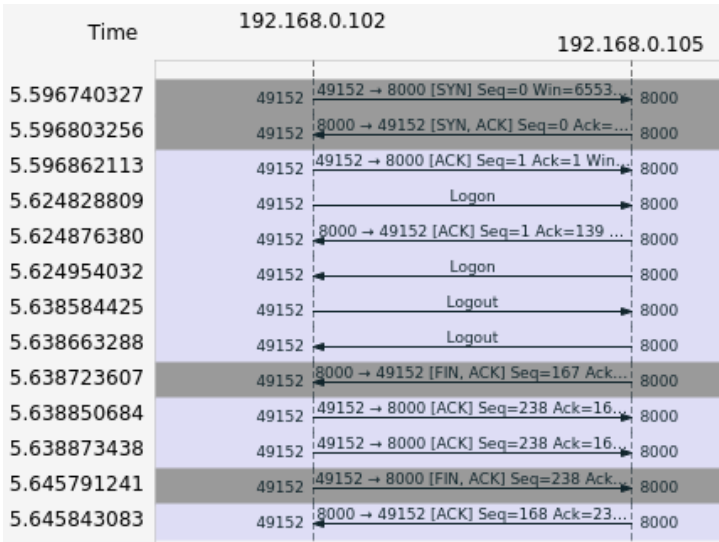 Time
192.168.0.102
192.168.0.105
5.596740327 49152 49152 → 8000 [SYN] Seq=0 Win=6553... 8000
5.596803256 49152 8000 → 49152 [SYN, ACK] Seq=0 Ack=... 8000
5.596862113 49152 49152 → 8000 [ACK] Seq=1 Ack=1 Win... 8000
5.624828809 49152 Logon 8000
5.624876380 49152 8000 → 49152 [ACK] Seq=1 Ack=139 ... 8000
5.624954032 49152 Logon 8000
5.638584425 49152 Logout 8000
5.638663288 49152 Logout 8000
5.638723607 49152 8000 → 49152 [FIN, ACK] Seq=167 Ack... 8000
5.638850684 49152 49152 → 8000 [ACK] Seq=238 Ack=16... 8000
5.638873438 49152 49152 → 8000 [ACK] Seq=238 Ack=16... 8000
5.645791241 49152 49152 → 8000 [FIN, ACK] Seq=238 Ack... 8000
5.645843083 49152 8000 → 49152 [ACK] Seq=168 Ack=23... 8000